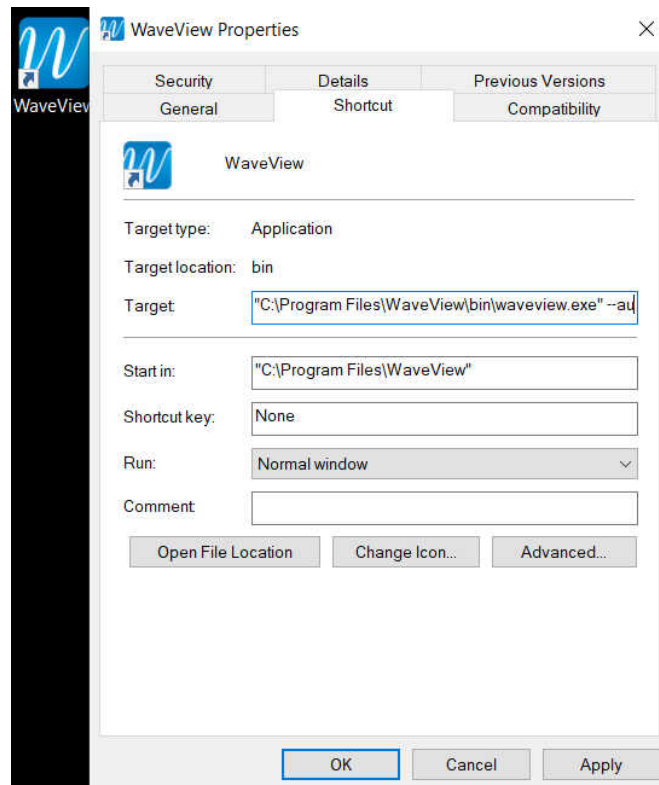 WaveView Properties
WaveView
Security Details Previous Versions
General Shortcut Compatibility
WaveView
Target type: Application
Target location: bin
Target: "C:\Program Files\WaveView\bin\waveview.exe" --au
Start in: "C:\Program Files\WaveView"
Shortcut key: None
Run: Normal window
Comment:
Open File Location Change Icon... Advanced...
OK Cancel Apply